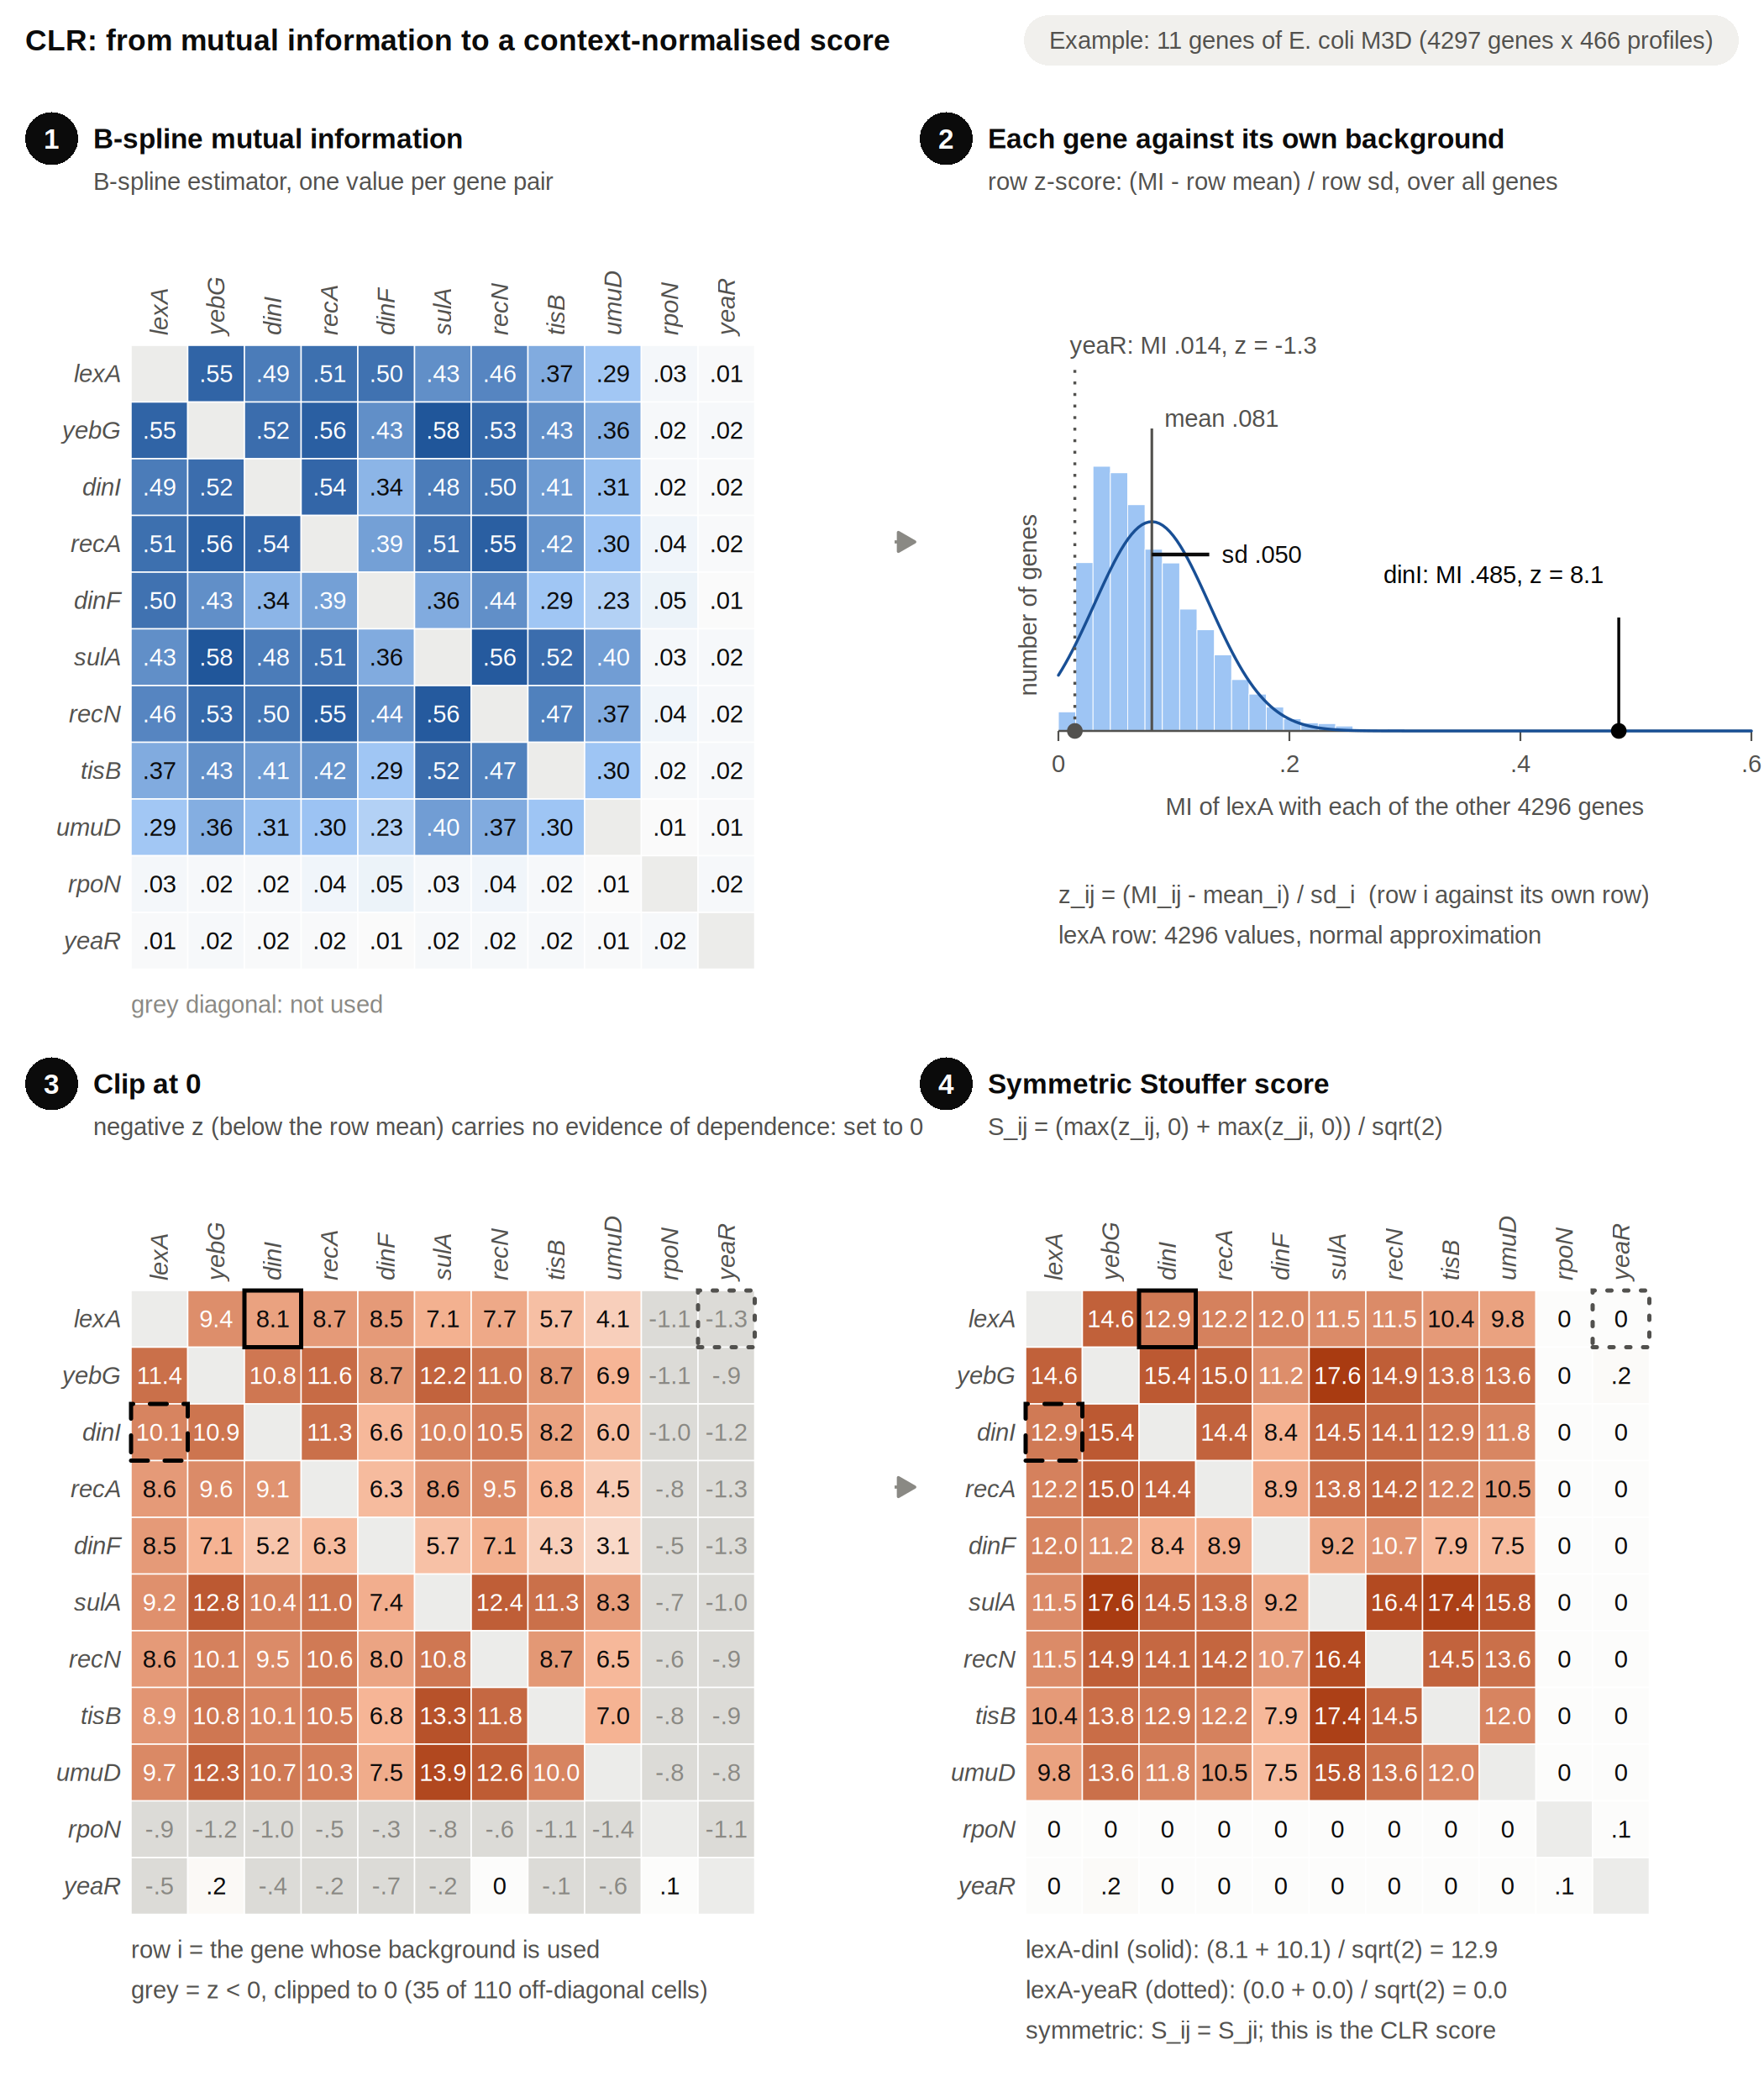 CLR: from mutual information to a context-normalised score
Example: 11 genes of E. coli M3D (4297 genes x 466 profiles)
1 B-spline mutual information
B-spline estimator, one value per gene pair
lexA yebG dinI recA dinF sulA recN tisB umuD rpoN yeaR
lexA .55 .49 .51 .50 .43 .46 .37 .29 .03 .01
yebG .55 .52 .56 .43 .58 .53 .43 .36 .02 .02
dinI .49 .52 .54 .34 .48 .50 .41 .31 .02 .02
recA .51 .56 .54 .39 .51 .55 .42 .30 .04 .02
dinF .50 .43 .34 .39 .36 .44 .29 .23 .05 .01
sulA .43 .58 .48 .51 .36 .56 .52 .40 .03 .02
recN .46 .53 .50 .55 .44 .56 .47 .37 .04 .02
tisB .37 .43 .41 .42 .29 .52 .47 .30 .02 .02
umuD .29 .36 .31 .30 .23 .40 .37 .30 .01 .01
rpoN .03 .02 .02 .04 .05 .03 .04 .02 .01 .02
yeaR .01 .02 .02 .02 .01 .02 .02 .02 .01 .02
grey diagonal: not used
2 Each gene against its own background
row z-score: (MI - row mean) / row sd, over all genes
yeaR: MI .014, z = -1.3
mean .081
sd .050
dinI: MI .485, z = 8.1
number of genes
0 .2 .4 .6
MI of lexA with each of the other 4296 genes
z_ij = (MI_ij - mean_i) / sd_i (row i against its own row)
lexA row: 4296 values, normal approximation
3 Clip at 0
negative z (below the row mean) carries no evidence of dependence: set to 0
lexA yebG dinI recA dinF sulA recN tisB umuD rpoN yeaR
lexA 9.4 8.1 8.7 8.5 7.1 7.7 5.7 4.1 -1.1 -1.3
yebG 11.4 10.8 11.6 8.7 12.2 11.0 8.7 6.9 -1.1 -.9
dinI 10.1 10.9 11.3 6.6 10.0 10.5 8.2 6.0 -1.0 -1.2
recA 8.6 9.6 9.1 6.3 8.6 9.5 6.8 4.5 -.8 -1.3
dinF 8.5 7.1 5.2 6.3 5.7 7.1 4.3 3.1 -.5 -1.3
sulA 9.2 12.8 10.4 11.0 7.4 12.4 11.3 8.3 -.7 -1.0
recN 8.6 10.1 9.5 10.6 8.0 10.8 8.7 6.5 -.6 -.9
tisB 8.9 10.8 10.1 10.5 6.8 13.3 11.8 7.0 -.8 -.9
umuD 9.7 12.3 10.7 10.3 7.5 13.9 12.6 10.0 -.8 -.8
rpoN -.9 -1.2 -1.0 -.5 -.3 -.8 -.6 -1.1 -1.4 -1.1
yeaR -.5 .2 -.4 -.2 -.7 -.2 0 -.1 -.6 .1
row i = the gene whose background is used
grey = z < 0, clipped to 0 (35 of 110 off-diagonal cells)
4 Symmetric Stouffer score
S_ij = (max(z_ij, 0) + max(z_ji, 0)) / sqrt(2)
lexA yebG dinI recA dinF sulA recN tisB umuD rpoN yeaR
lexA 14.6 12.9 12.2 12.0 11.5 11.5 10.4 9.8 0 0
yebG 14.6 15.4 15.0 11.2 17.6 14.9 13.8 13.6 0 .2
dinI 12.9 15.4 14.4 8.4 14.5 14.1 12.9 11.8 0 0
recA 12.2 15.0 14.4 8.9 13.8 14.2 12.2 10.5 0 0
dinF 12.0 11.2 8.4 8.9 9.2 10.7 7.9 7.5 0 0
sulA 11.5 17.6 14.5 13.8 9.2 16.4 17.4 15.8 0 0
recN 11.5 14.9 14.1 14.2 10.7 16.4 14.5 13.6 0 0
tisB 10.4 13.8 12.9 12.2 7.9 17.4 14.5 12.0 0 0
umuD 9.8 13.6 11.8 10.5 7.5 15.8 13.6 12.0 0 0
rpoN 0 0 0 0 0 0 0 0 0 .1
yeaR 0 .2 0 0 0 0 0 0 0 .1
lexA-dinI (solid): (8.1 + 10.1) / sqrt(2) = 12.9
lexA-yeaR (dotted): (0.0 + 0.0) / sqrt(2) = 0.0
symmetric: S_ij = S_ji; this is the CLR score